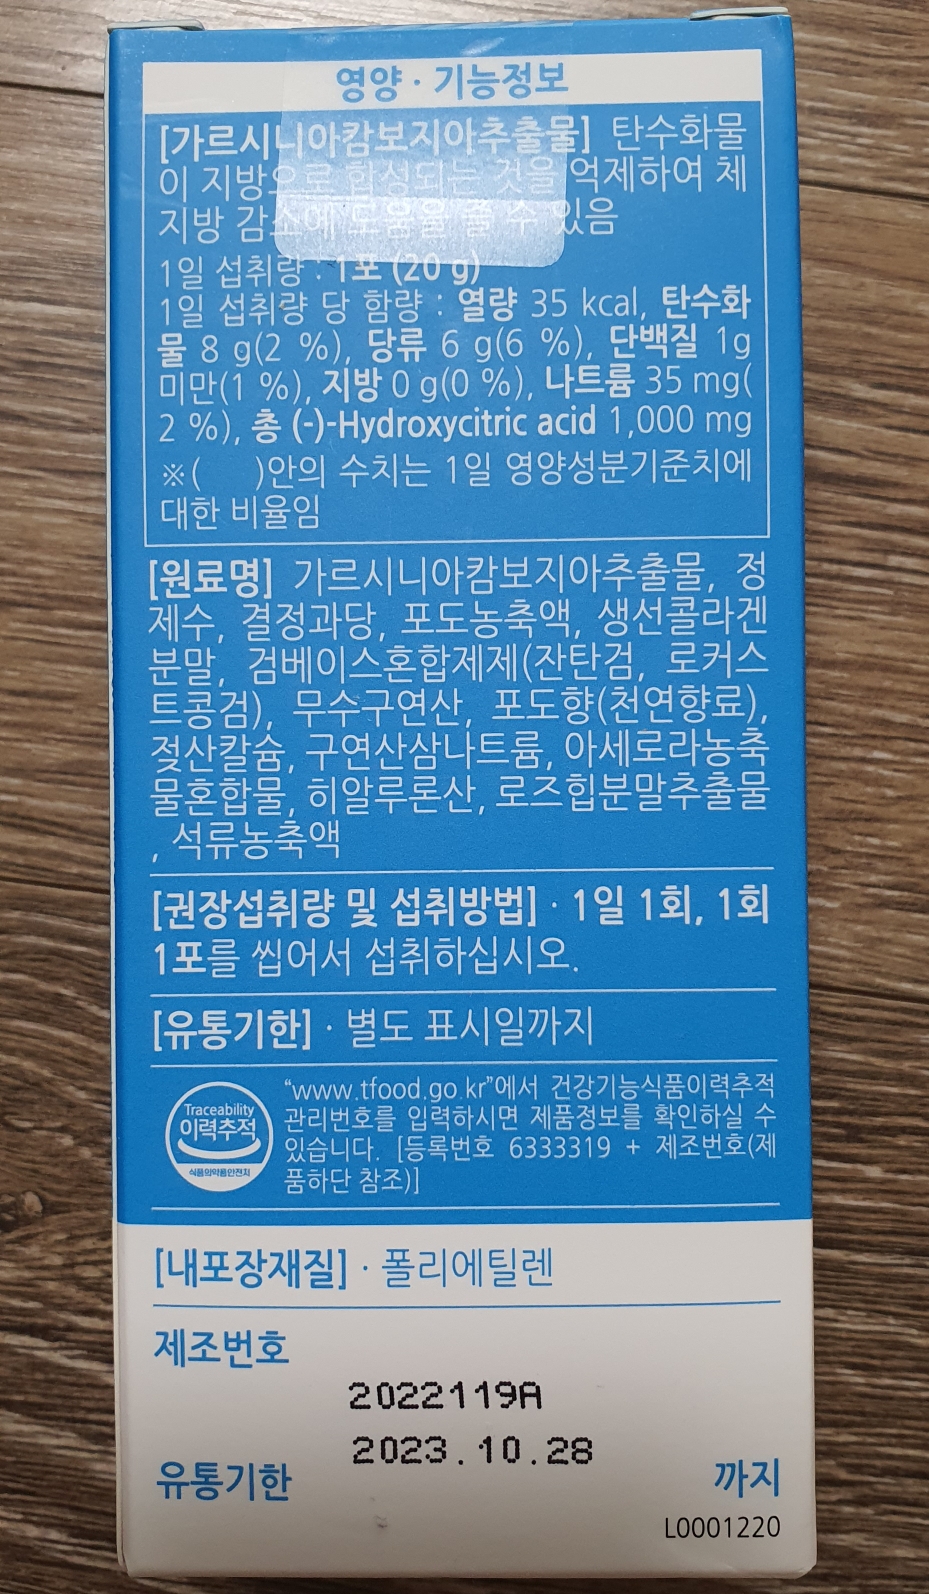 영양 · 기능정보
[가르시니아캄보지아추출물] 탄수화물
이 지방으로 합성되는 것을 억제하여 체
지방 감소에 도움을 줄 수 있음
1일 섭취량 : 1포 (20 g)
1일 섭취량 당 함량 : 열량 35 kcal, 탄수화
물 8 g(2 %), 당류 6 g(6 %), 단백질 1g
미만(1 %), 지방 0 g(0 %), 나트륨 35 mg(
2 %), 총 (-)-Hydroxycitric acid 1,000 mg
※(    )안의 수치는 1일 영양성분기준치에
대한 비율임
[원료명] 가르시니아캄보지아추출물, 정
제수, 결정과당, 포도농축액, 생선콜라겐
분말, 검베이스혼합제제(잔탄검, 로커스
트콩검), 무수구연산, 포도향(천연향료),
젖산칼슘, 구연산삼나트륨, 아세로라농축
물혼합물, 히알루론산, 로즈힙분말추출물
, 석류농축액
[권장섭취량 및 섭취방법] · 1일 1회, 1회
1포를 씹어서 섭취하십시오.
[유통기한] · 별도 표시일까지
Traceability
이력추적
식품의약품안전처
“www.tfood.go.kr”에서 건강기능식품이력추적
관리번호를 입력하시면 제품정보를 확인하실 수
있습니다. [등록번호 6333319 + 제조번호(제
품하단 참조)]
[내포장재질] · 폴리에틸렌
제조번호
2022119A
2023.10.28
유통기한 까지
L0001220